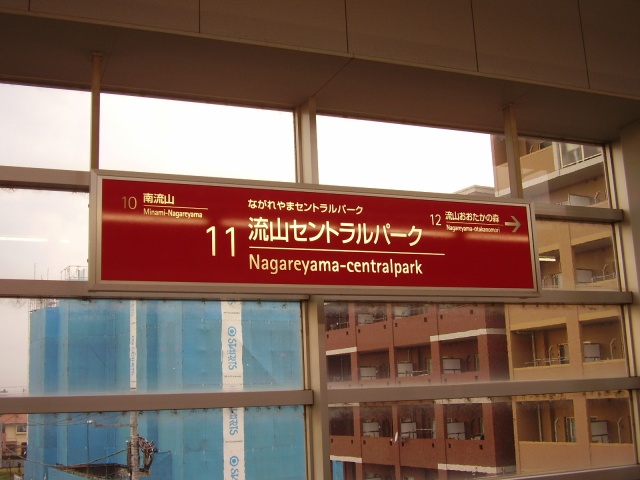 10 南流山
Minami-Nagareyama
ながれやまセントラルパーク
11 流山セントラルパーク
Nagareyama-centralpark
12 流山おおたかの森
Nagareyama-ōtakanomori